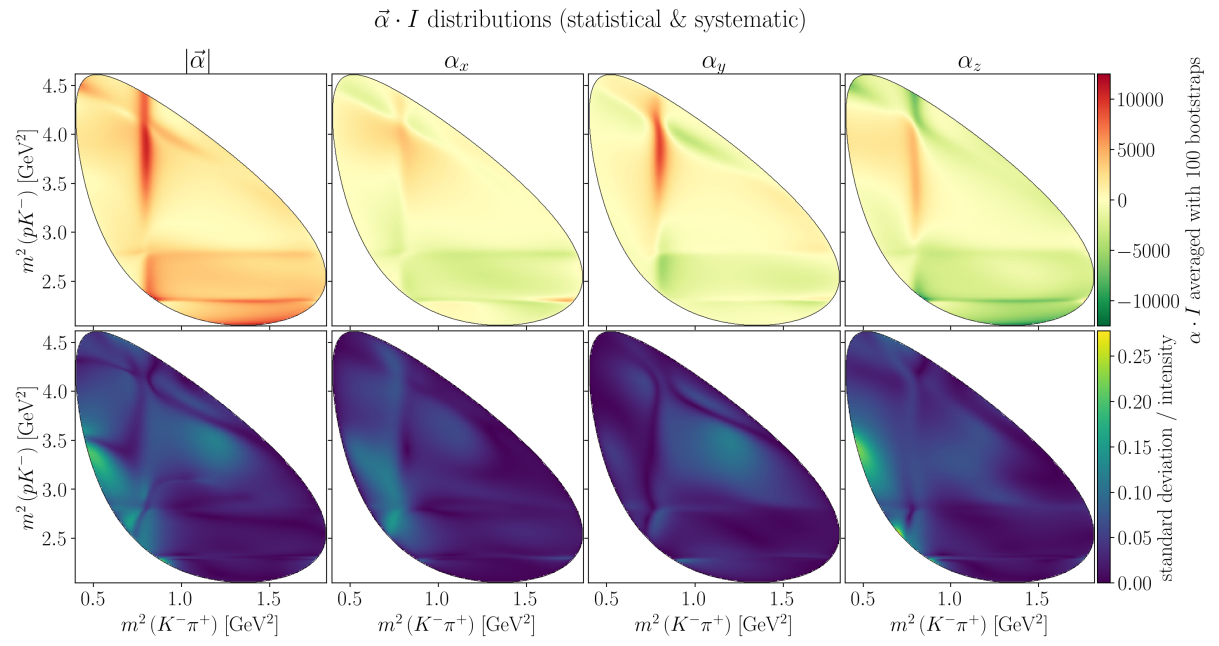 α⃗ · I distributions (statistical & systematic)
|α⃗|
αx
αy
αz
4.5
4.0
3.5
3.0
2.5
m² (pK⁻) [GeV²]
10000
5000
0
−5000
−10000
α · I averaged with 100 bootstraps
4.5
4.0
3.5
3.0
2.5
m² (pK⁻) [GeV²]
0.25
0.20
0.15
0.10
0.05
0.00
standard deviation / intensity
0.5 1.0 1.5 0.5 1.0 1.5 0.5 1.0 1.5 0.5 1.0 1.5
m² (K⁻π⁺) [GeV²] m² (K⁻π⁺) [GeV²] m² (K⁻π⁺) [GeV²] m² (K⁻π⁺) [GeV²]